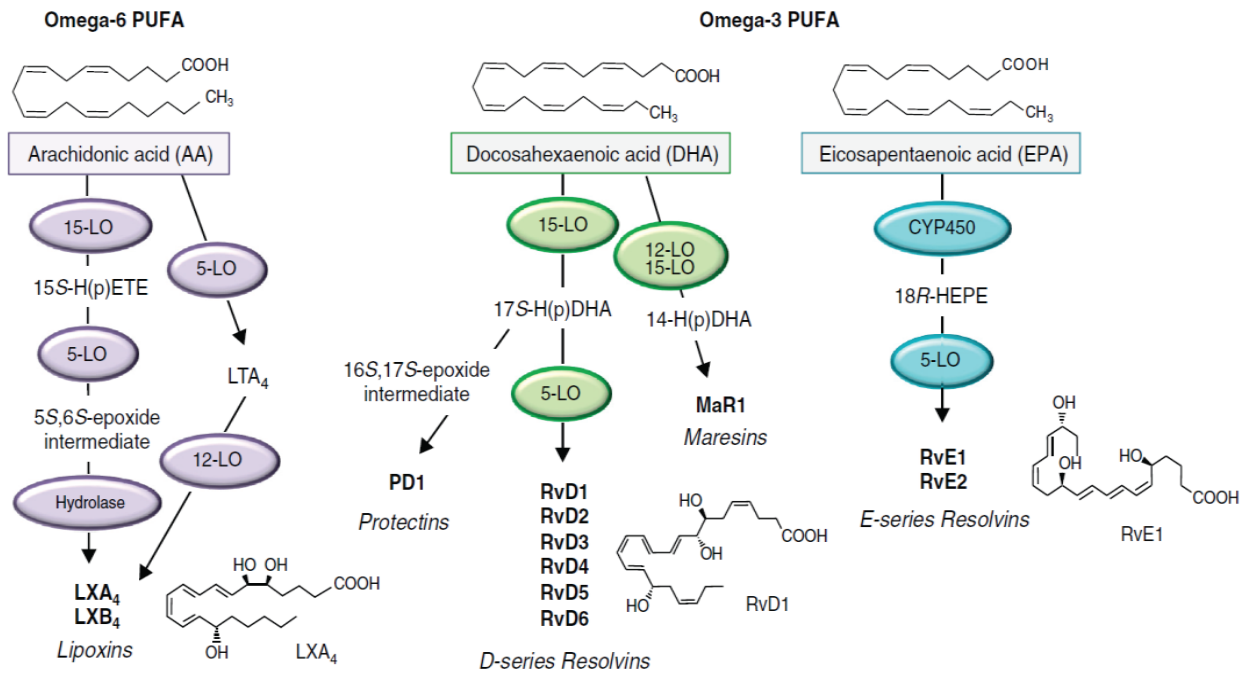 Omega-6 PUFA
COOH
CH3
Arachidonic acid (AA)
15-LO
5-LO
15S-H(p)ETE
5-LO
LTA4
5S,6S-epoxide
intermediate
12-LO
Hydrolase
LXA4
LXB4
Lipoxins
HO OH
COOH
OH
LXA4
Omega-3 PUFA
COOH
CH3
Docosahexaenoic acid (DHA)
15-LO
12-LO
15-LO
17S-H(p)DHA
14-H(p)DHA
16S,17S-epoxide
intermediate
5-LO
MaR1
Maresins
PD1
Protectins
RvD1
RvD2
RvD3
RvD4
RvD5
RvD6
D-series Resolvins
HO
COOH
OH
HO
RvD1
COOH
CH3
Eicosapentaenoic acid (EPA)
CYP450
18R-HEPE
5-LO
RvE1
RvE2
E-series Resolvins
OH
OH
HO
COOH
RvE1